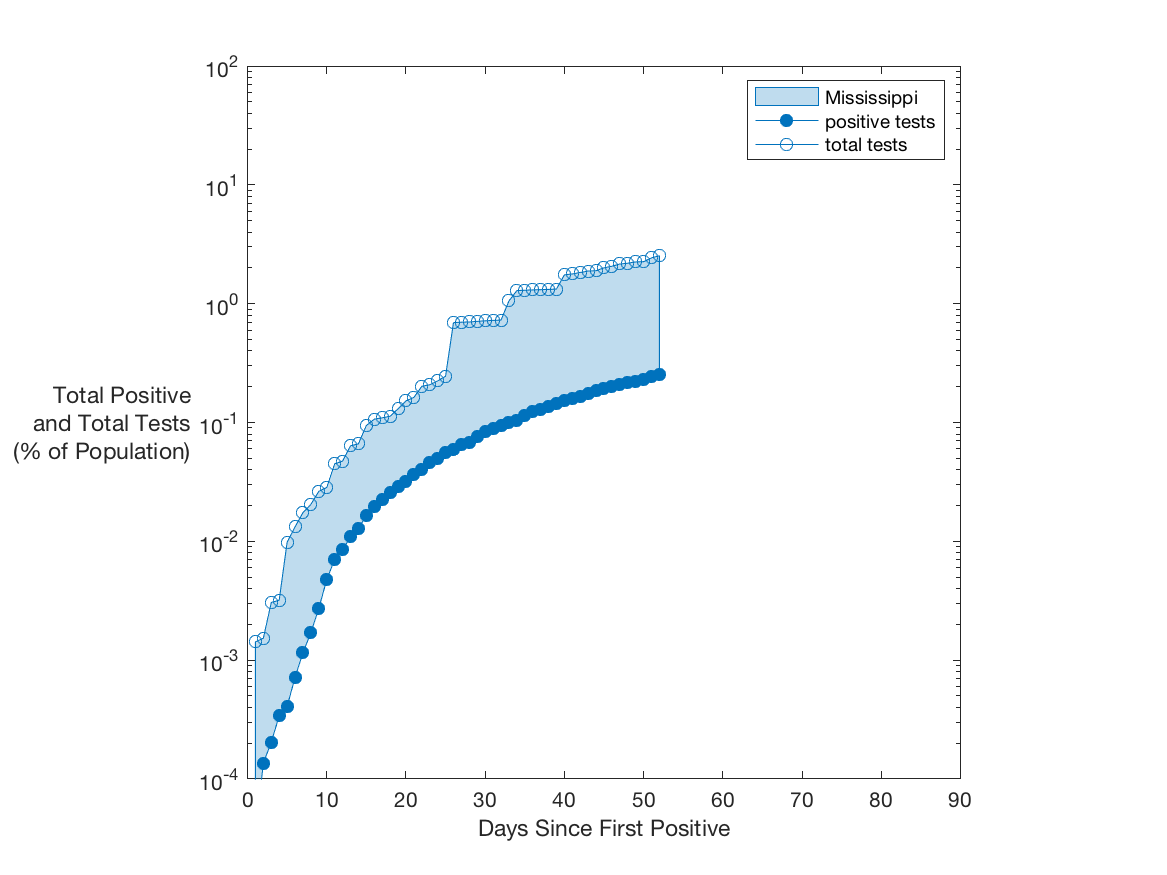 10^2
10^1
10^0
10^-1
10^-2
10^-3
10^-4
Total Positive
and Total Tests
(% of Population)
Mississippi
positive tests
total tests
0 10 20 30 40 50 60 70 80 90
Days Since First Positive